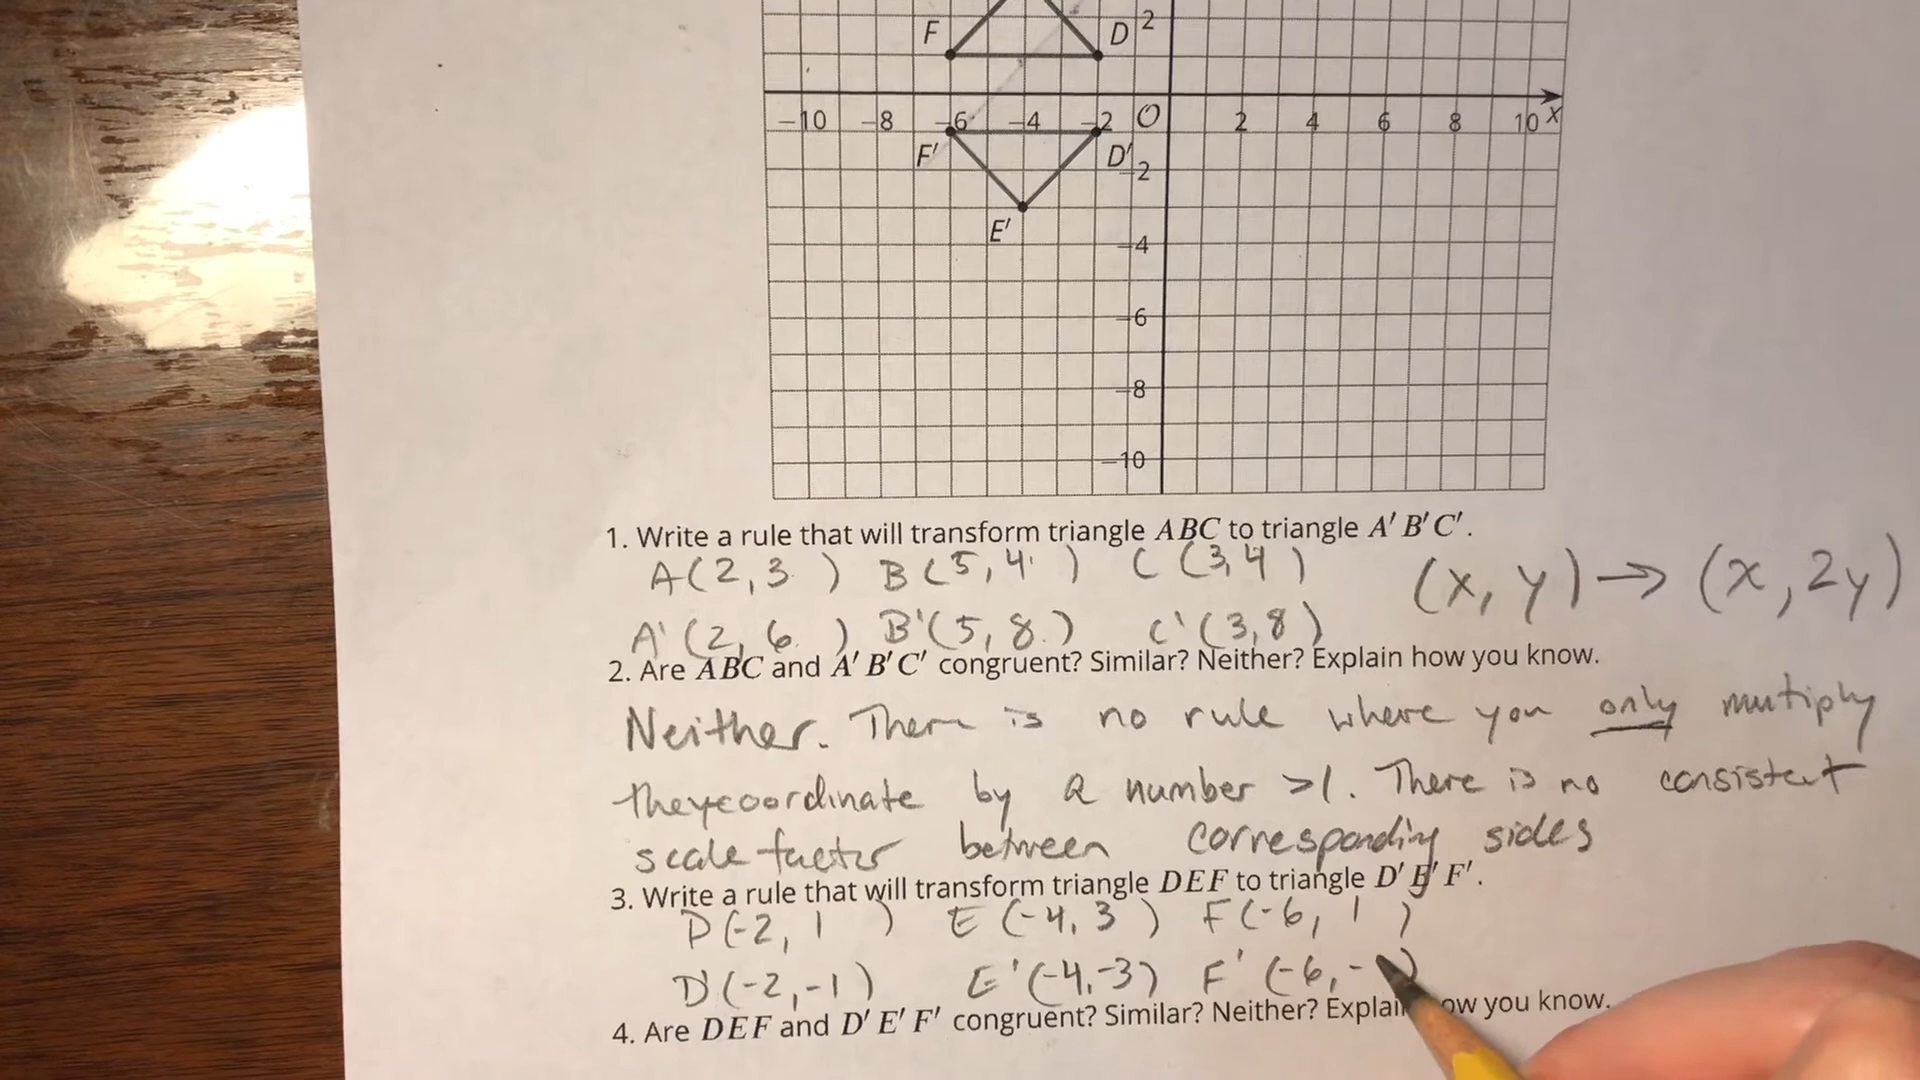 F D 2
-10 -8 -6 -4 -2 O 2 4 6 8 10 x
F' D' -2
E' -4
-6
-8
-10
1. Write a rule that will transform triangle ABC to triangle A' B' C'.
A(2,3) B(5,4) C(3,4) (x, y) → (x, 2y)
A'(2,6) B'(5,8) C'(3,8)
2. Are ABC and A' B' C' congruent? Similar? Neither? Explain how you know.
Neither. There is no rule where you only multiply
the y coordinate by a number >1. There is no consistent
scale factor between corresponding sides
3. Write a rule that will transform triangle DEF to triangle D' E' F'.
D(-2, 1) E(-4, 3) F(-6, 1)
D'(-2,-1) E'(-4,-3) F'(-6,-)
4. Are DEF and D' E' F' congruent? Similar? Neither? you know.